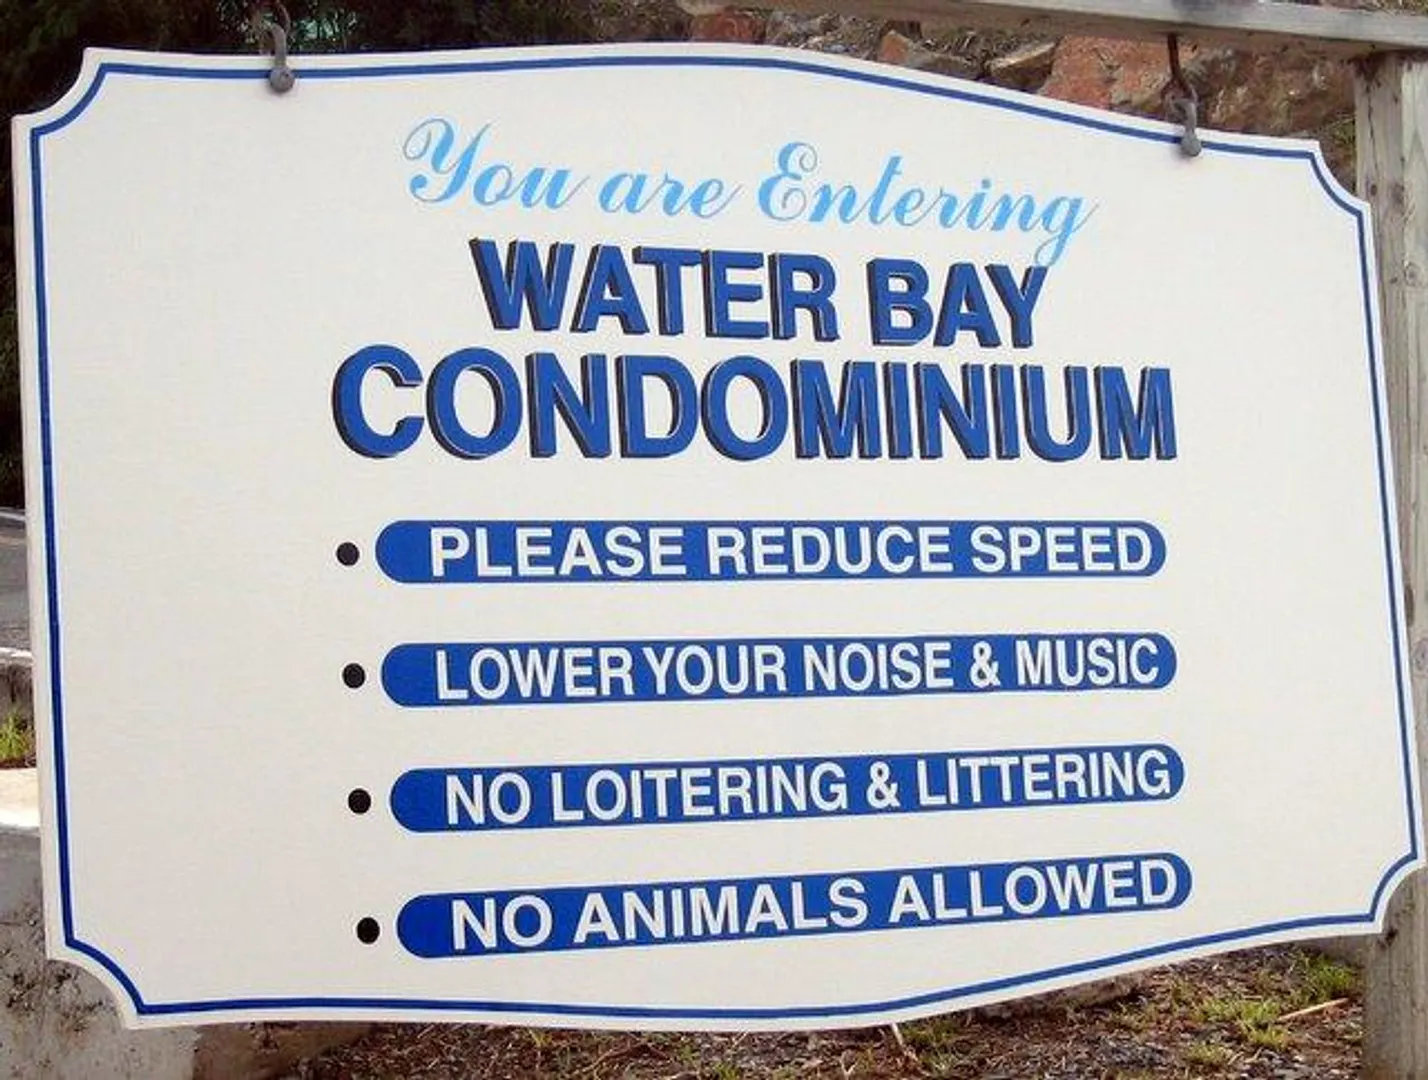 You are Entering
WATER BAY
CONDOMINIUM
• PLEASE REDUCE SPEED
• LOWER YOUR NOISE & MUSIC
• NO LOITERING & LITTERING
• NO ANIMALS ALLOWED